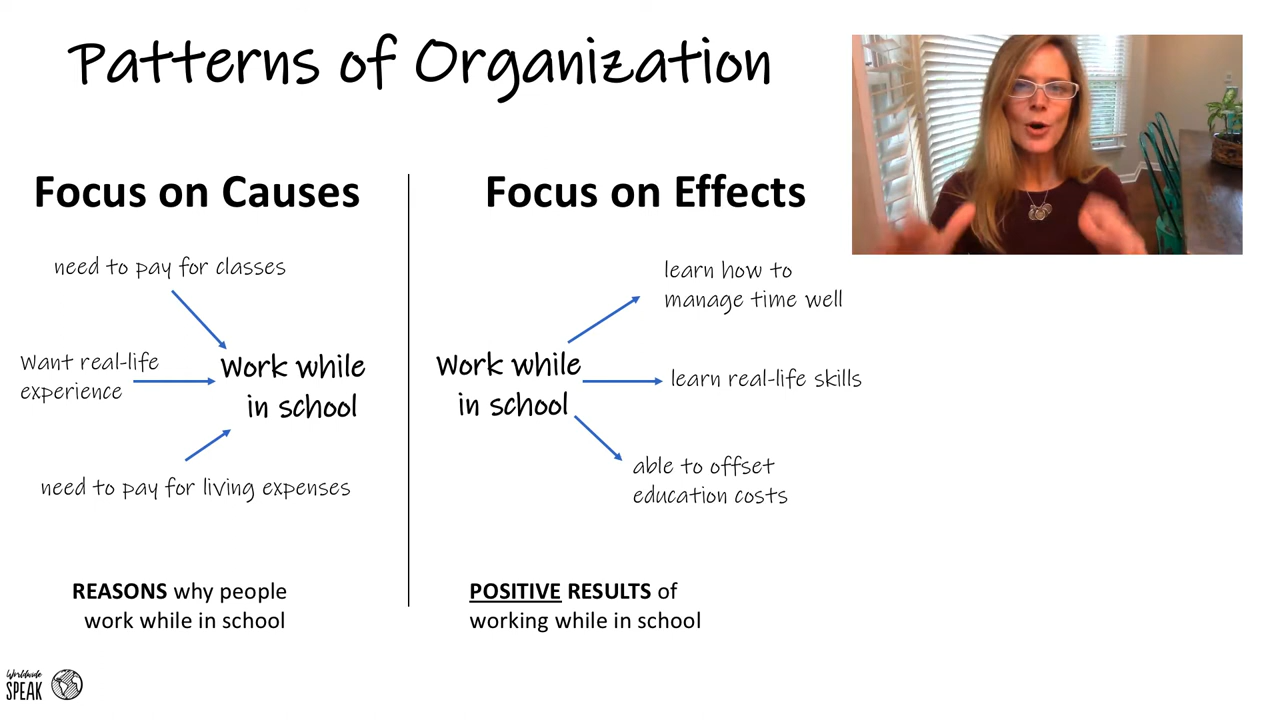 Patterns of Organization
Focus on Causes
need to pay for classes
Want real-life
experience
Work while
in school
need to pay for living expenses
REASONS why people
work while in school
Focus on Effects
learn how to
manage time well
Work while
in school
learn real-life skills
able to offset
education costs
POSITIVE RESULTS of
working while in school
Worldwide
SPEAK